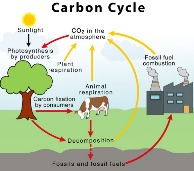 Carbon Cycle
Sunlight
CO2 in the
atmosphere
Photosynthesis
by producers
Fossil fuel
combustion
Plant
respiration
Animal
respiration
Carbon fixation
by consumers
Decomposition
Fossils and fossil fuels